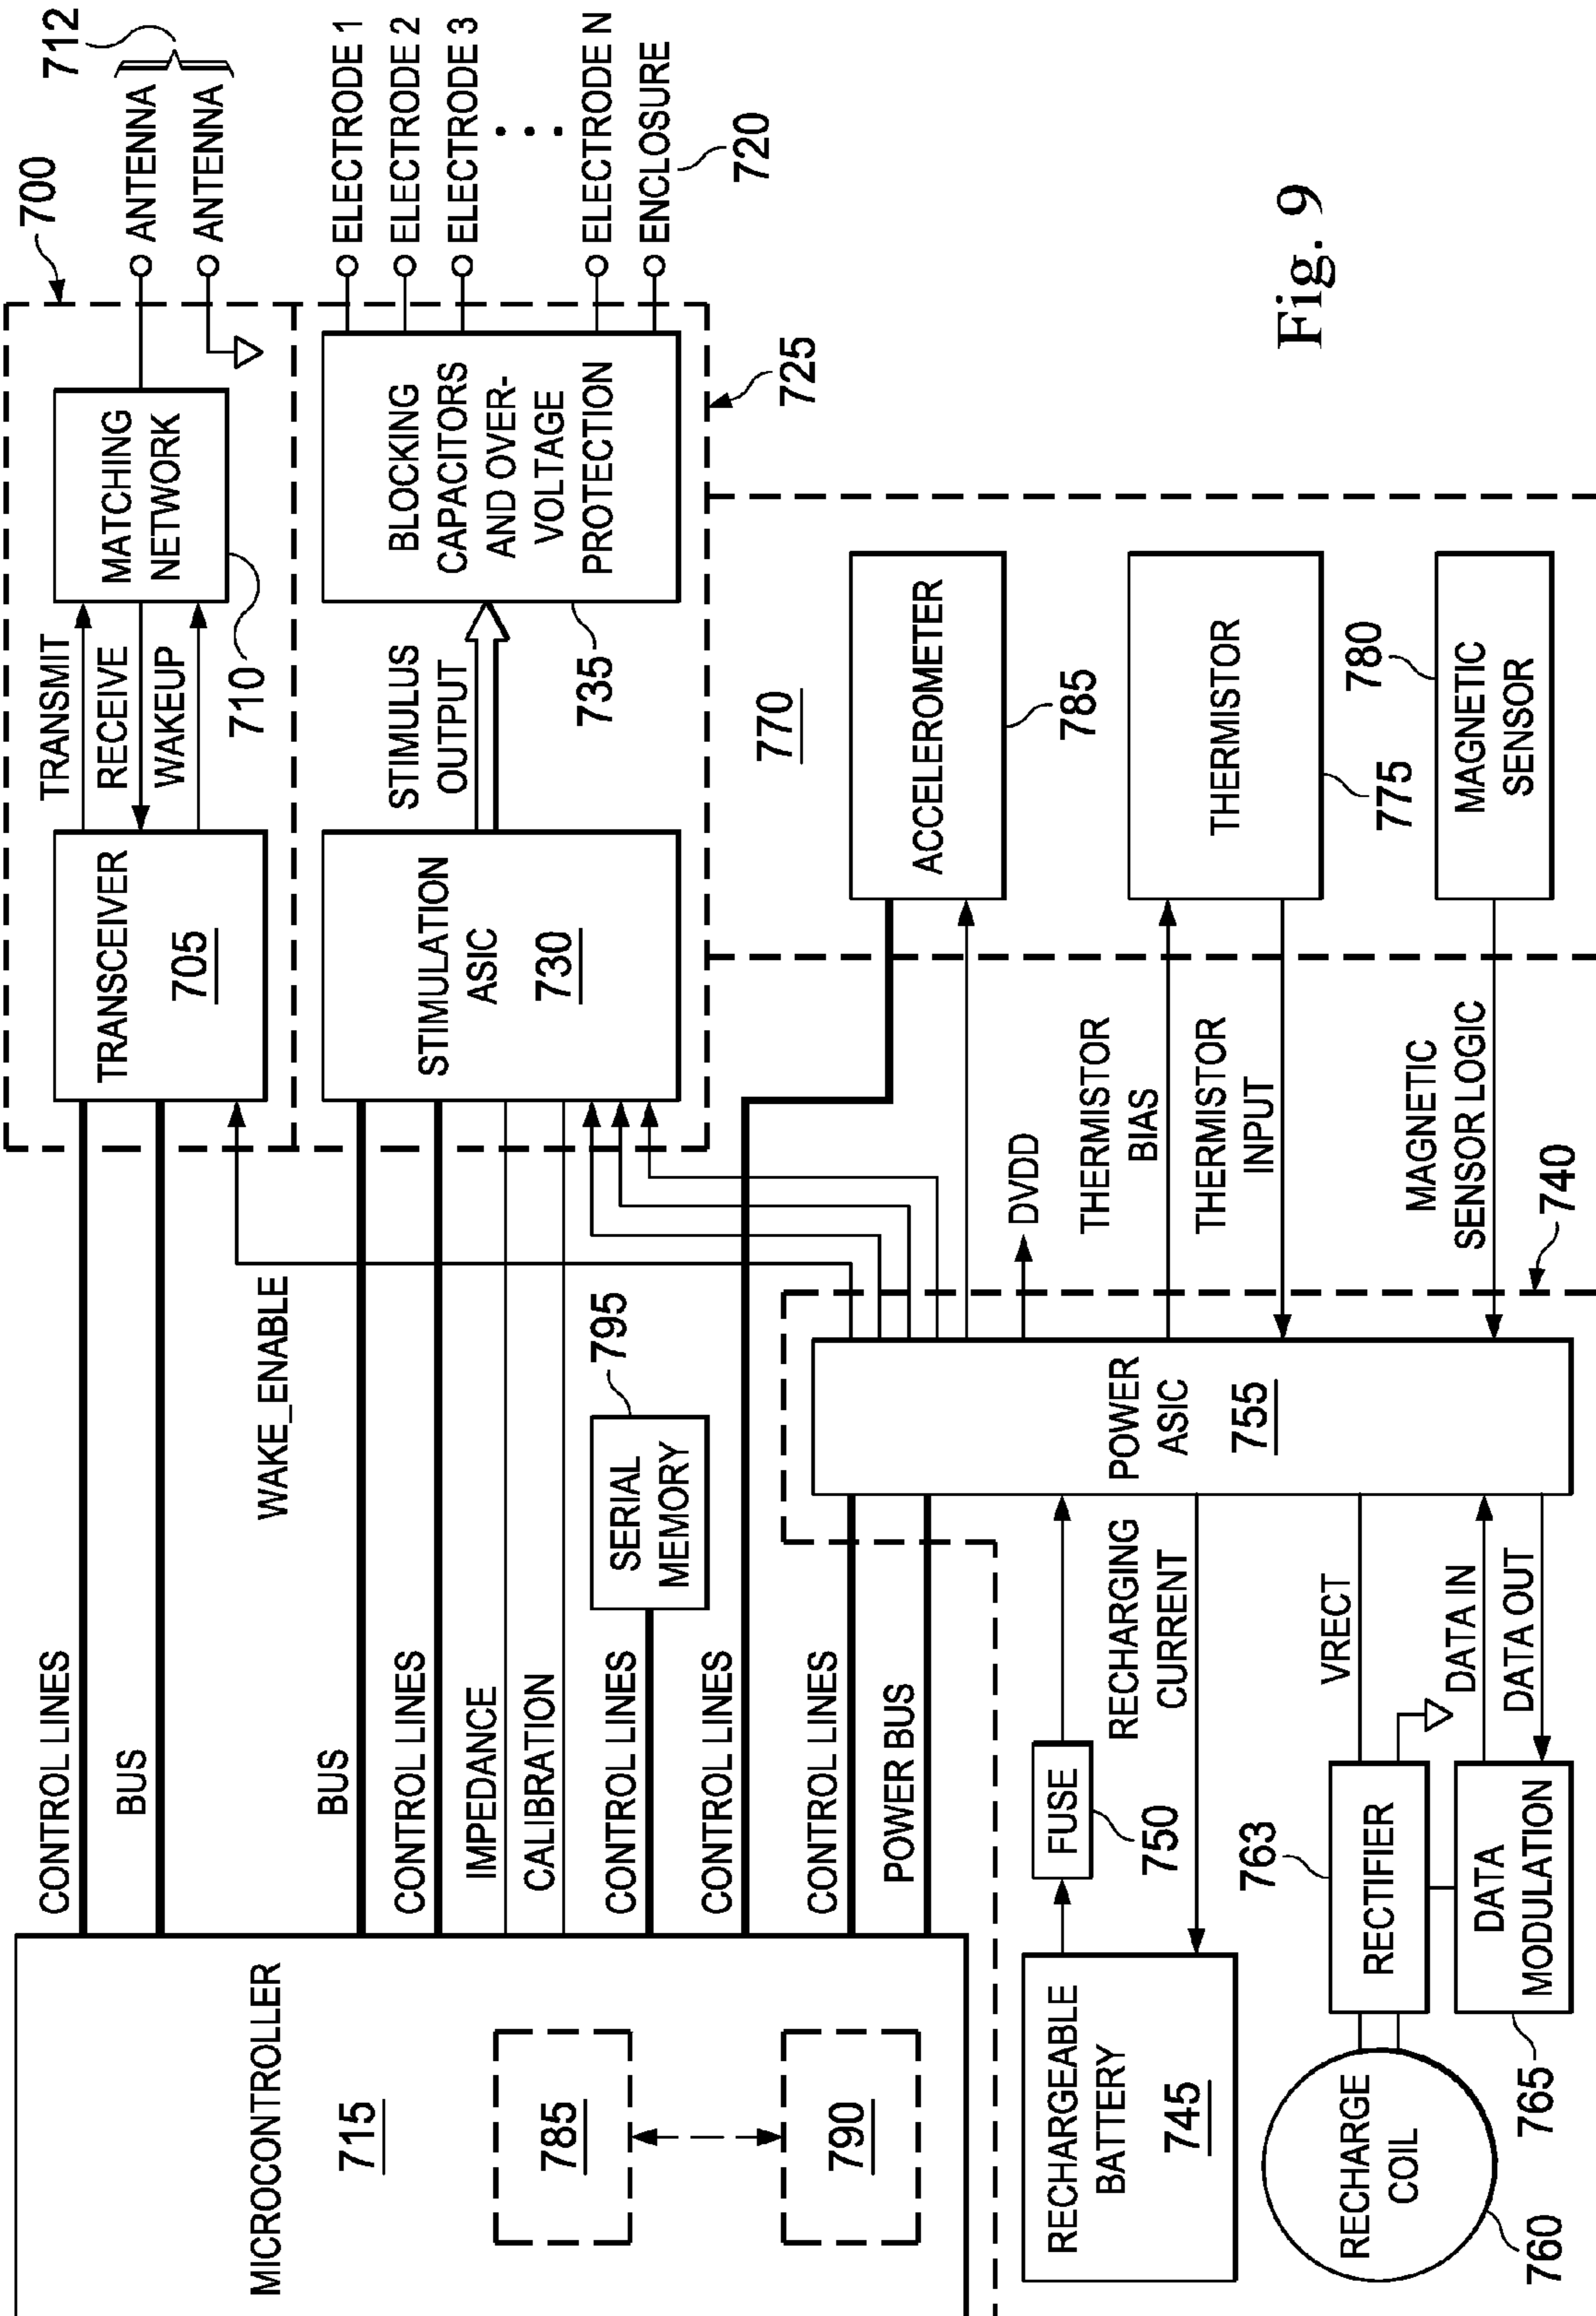 700
712
ANTENNA
ANTENNA
TRANSMIT
RECEIVE
WAKEUP
MATCHING
NETWORK
710
TRANSCEIVER
705
CONTROL LINES
BUS
WAKE_ENABLE
MICROCONTROLLER
715
785
790
BUS
CONTROL LINES
IMPEDANCE
CALIBRATION
CONTROL LINES
CONTROL LINES
CONTROL LINES
POWER BUS
SERIAL
MEMORY
795
STIMULATION
ASIC
730
STIMULUS
OUTPUT
BLOCKING
CAPACITORS
AND OVER-
VOLTAGE
PROTECTION
735
725
ELECTRODE 1
ELECTRODE 2
ELECTRODE 3
ELECTRODE N
ENCLOSURE
720
770
ACCELEROMETER
785
THERMISTOR
775
MAGNETIC
SENSOR
780
DVDD
THERMISTOR
BIAS
THERMISTOR
INPUT
MAGNETIC
SENSOR LOGIC
740
POWER
ASIC
755
RECHARGEABLE
BATTERY
745
FUSE
750
RECHARGING
CURRENT
VRECT
DATA IN
DATA OUT
RECTIFIER
763
DATA
MODULATION
765
RECHARGE
COIL
760
Fig. 9